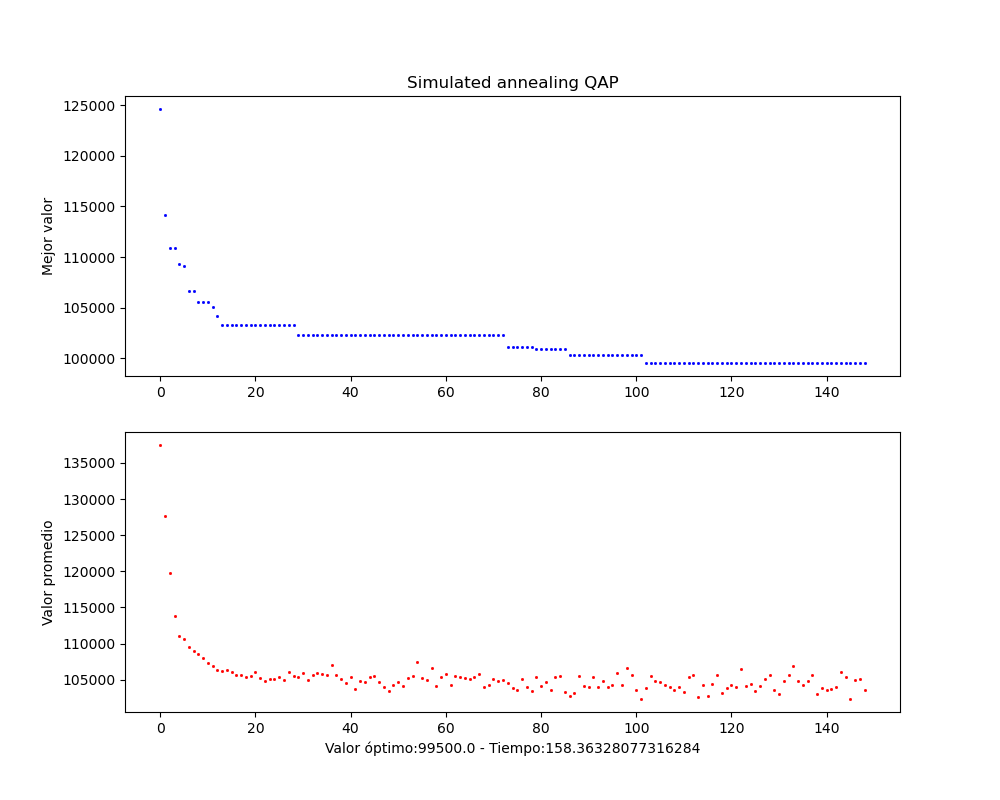 Simulated annealing QAP
Mejor valor
125000
120000
115000
110000
105000
100000
0 20 40 60 80 100 120 140
Valor promedio
135000
130000
125000
120000
115000
110000
105000
0 20 40 60 80 100 120 140
Valor óptimo:99500.0 - Tiempo:158.36328077316284